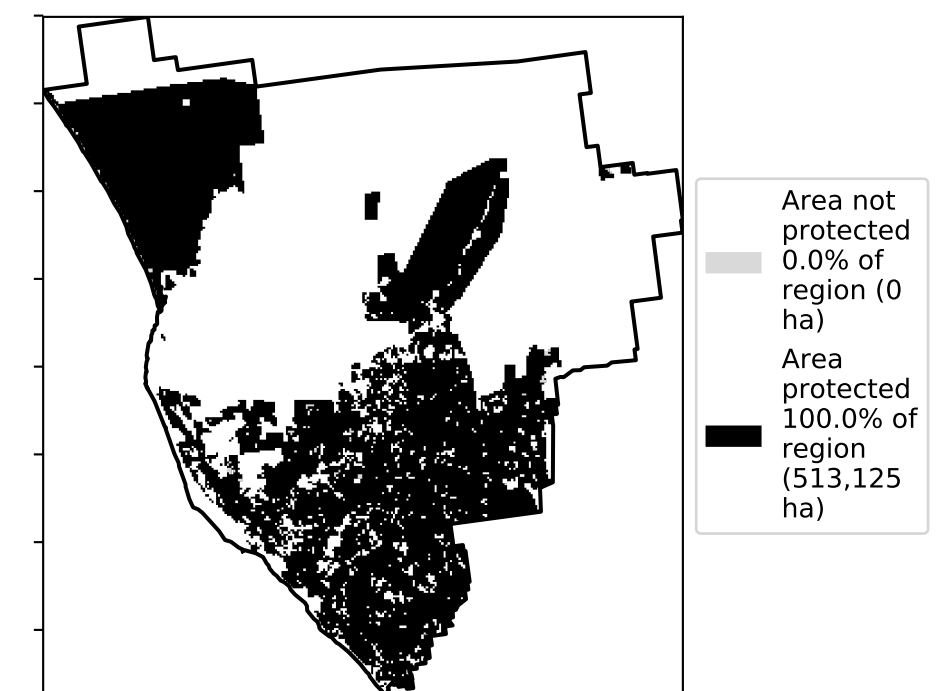 Area not
protected
0.0% of
region (0
ha)
Area
protected
100.0% of
region
(513,125
ha)